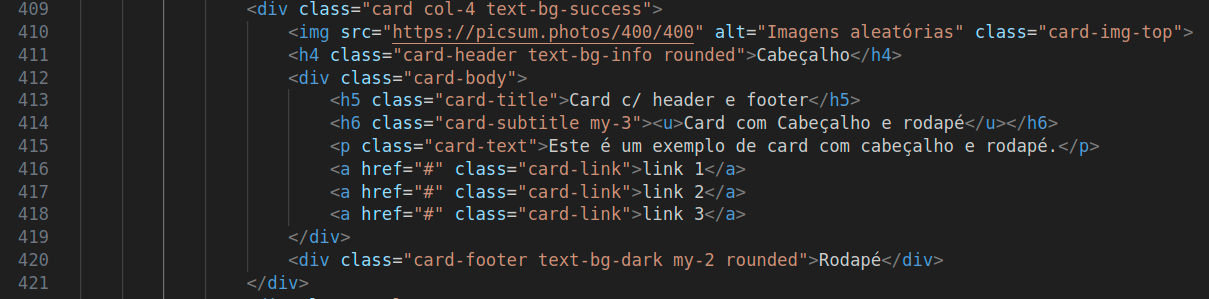 409 <div class="card col-4 text-bg-success">
410 <img src="https://picsum.photos/400/400" alt="Imagens aleatórias" class="card-img-top">
411 <h4 class="card-header text-bg-info rounded">Cabeçalho</h4>
412 <div class="card-body">
413 <h5 class="card-title">Card c/ header e footer</h5>
414 <h6 class="card-subtitle my-3"><u>Card com Cabeçalho e rodapé</u></h6>
415 <p class="card-text">Este é um exemplo de card com cabeçalho e rodapé.</p>
416 <a href="#" class="card-link">link 1</a>
417 <a href="#" class="card-link">link 2</a>
418 <a href="#" class="card-link">link 3</a>
419 </div>
420 <div class="card-footer text-bg-dark my-2 rounded">Rodapé</div>
421 </div>